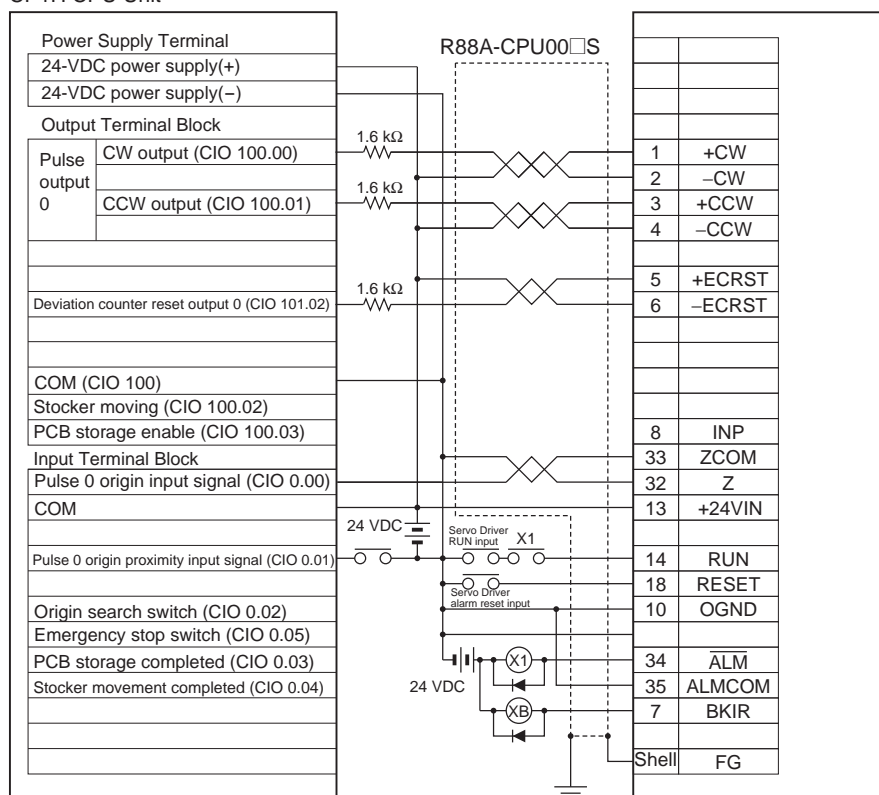 Power Supply Terminal
24-VDC power supply(+)
24-VDC power supply(−)
Output Terminal Block
Pulse output 0
CW output (CIO 100.00)
CCW output (CIO 100.01)
Deviation counter reset output 0 (CIO 101.02)
COM (CIO 100)
Stocker moving (CIO 100.02)
PCB storage enable (CIO 100.03)
Input Terminal Block
Pulse 0 origin input signal (CIO 0.00)
COM
Pulse 0 origin proximity input signal (CIO 0.01)
Origin search switch (CIO 0.02)
Emergency stop switch (CIO 0.05)
PCB storage completed (CIO 0.03)
Stocker movement completed (CIO 0.04)
R88A-CPU00□S
1.6 kΩ
1.6 kΩ
1.6 kΩ
24 VDC
Servo Driver
RUN input
X1
Servo Driver
alarm reset input
24 VDC
X1
XB
1 +CW
2 −CW
3 +CCW
4 −CCW
5 +ECRST
6 −ECRST
8 INP
33 ZCOM
32 Z
13 +24VIN
14 RUN
18 RESET
10 OGND
34 ALM
35 ALMCOM
7 BKIR
Shell FG